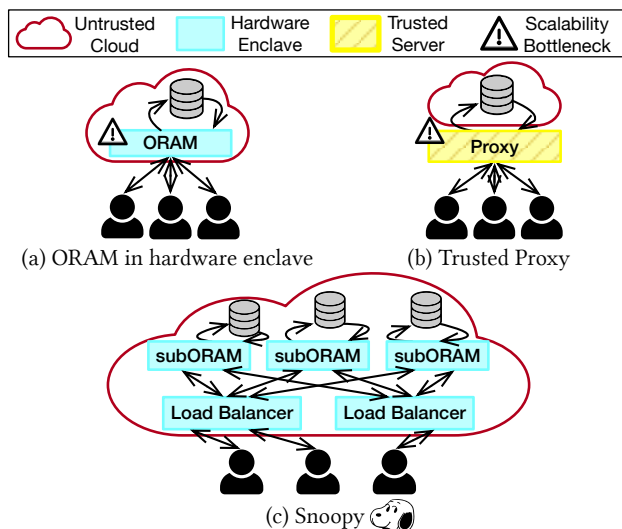 Untrusted Cloud
Hardware Enclave
Trusted Server
Scalability Bottleneck
ORAM
Proxy
(a) ORAM in hardware enclave
(b) Trusted Proxy
subORAM subORAM subORAM
Load Balancer Load Balancer
(c) Snoopy